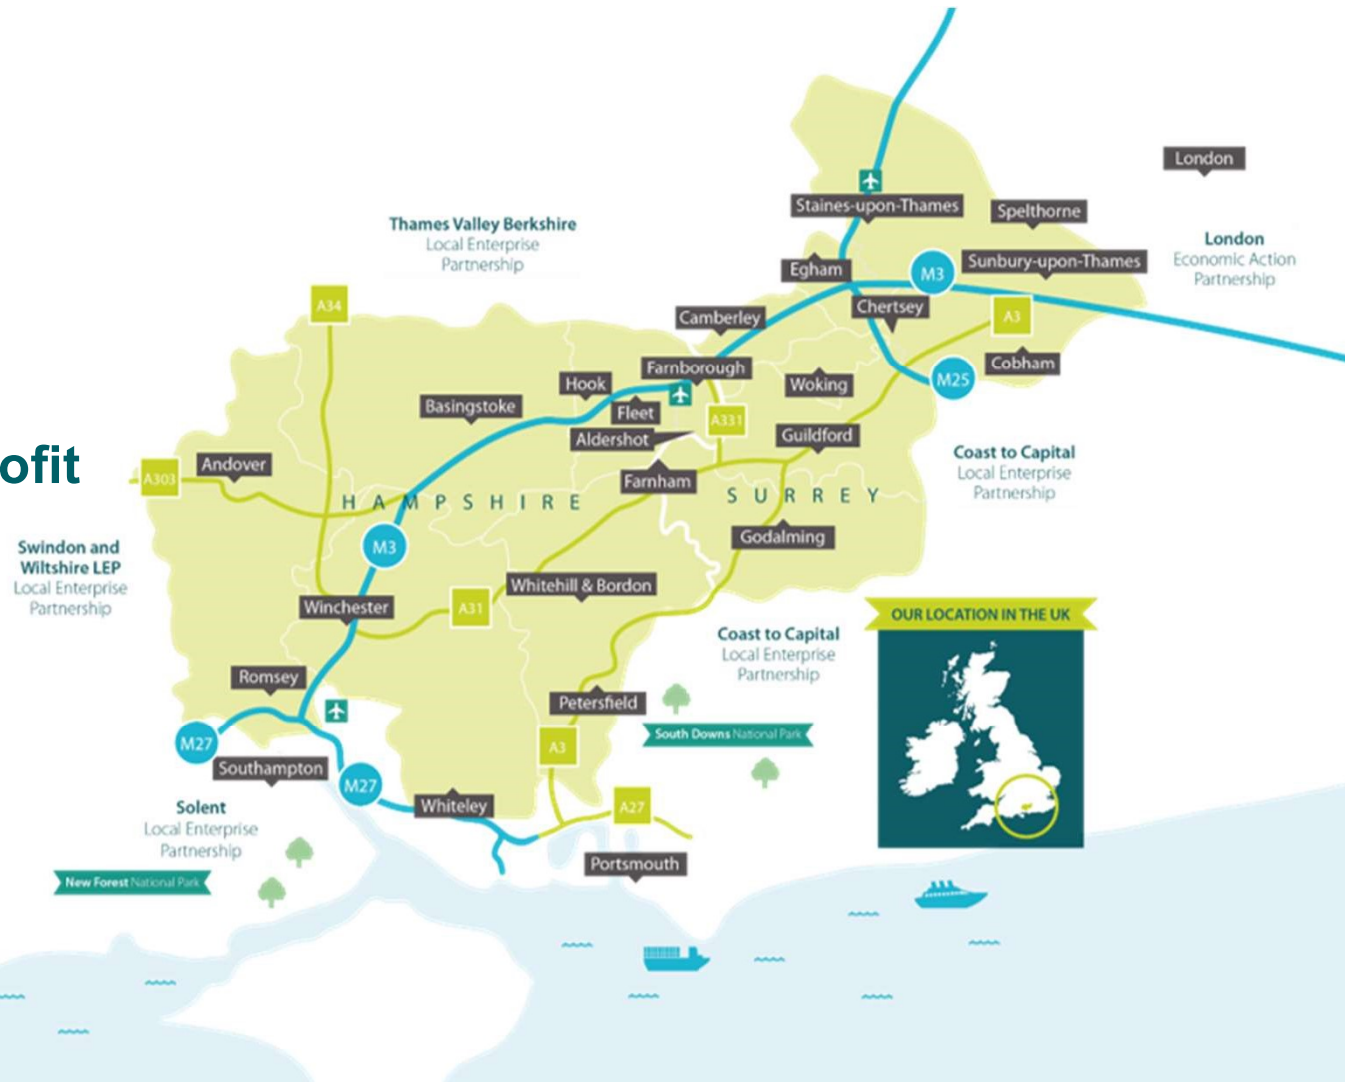 London
Staines-upon-Thames
Spelthorne
Thames Valley Berkshire
Local Enterprise
Partnership
London
Economic Action
Partnership
Egham
M3
Sunbury-upon-Thames
A34
Camberley
Chertsey
A3
Farnborough
Cobham
Hook
Woking
M25
Basingstoke
Fleet
A331
Aldershot
Guildford
ofit
A303
Andover
Farnham
Coast to Capital
Local Enterprise
Partnership
HAMPSHIRE
SURREY
M3
Godalming
Swindon and
Wiltshire LEP
Local Enterprise
Partnership
Whitehill & Bordon
Winchester
A31
OUR LOCATION IN THE UK
Coast to Capital
Local Enterprise
Partnership
Romsey
Petersfield
South Downs National Park
M27
A3
Southampton
M27
Whiteley
A27
Solent
Local Enterprise
Partnership
Portsmouth
New Forest National Park